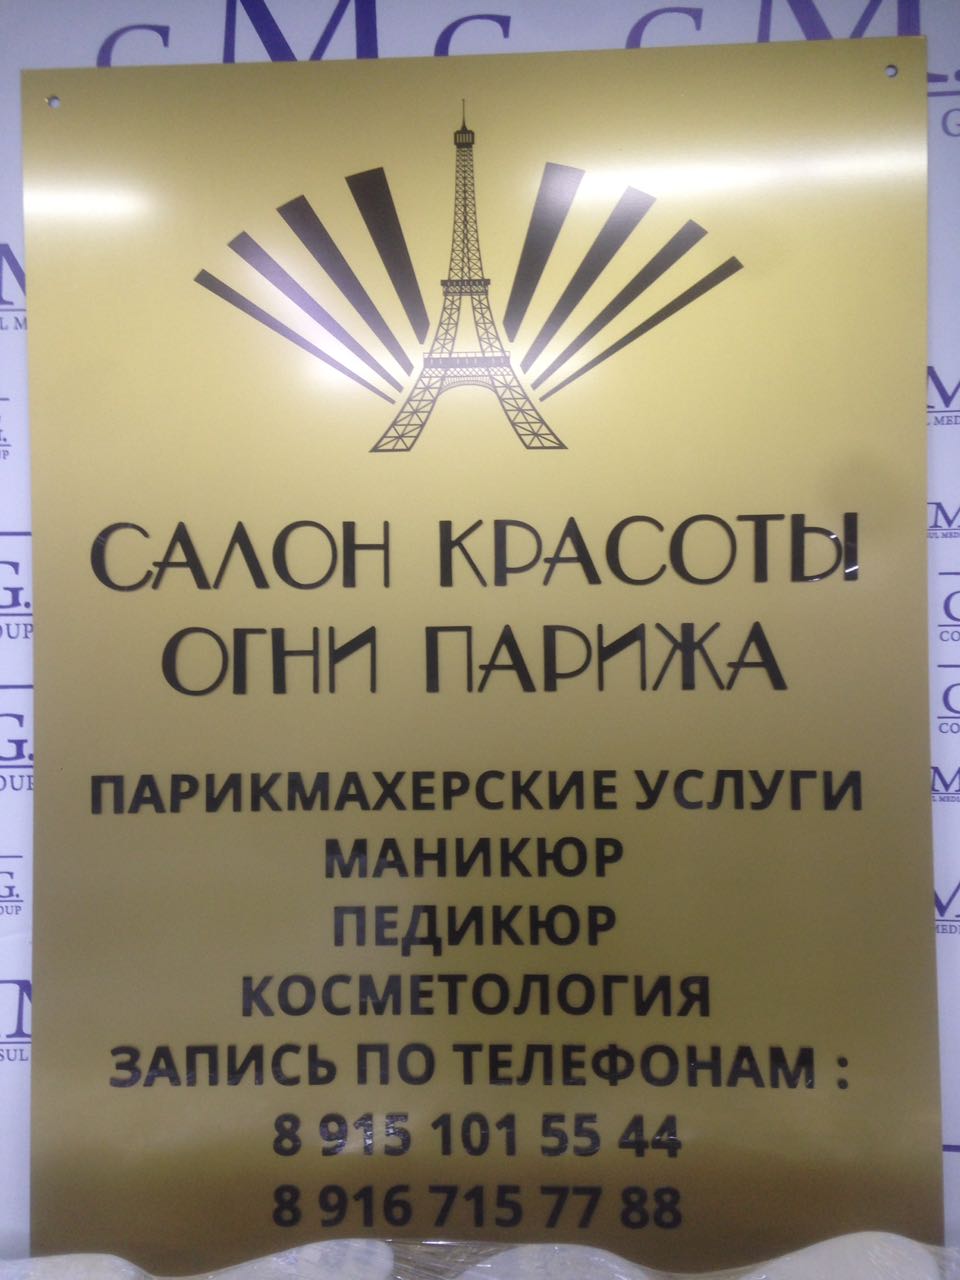 САЛОН КРАСОТЫ
ОГНИ ПАРИЖА
ПАРИКМАХЕРСКИЕ УСЛУГИ
МАНИКЮР
ПЕДИКЮР
КОСМЕТОЛОГИЯ
ЗАПИСЬ ПО ТЕЛЕФОНАМ :
8 915 101 55 44
8 916 715 77 88